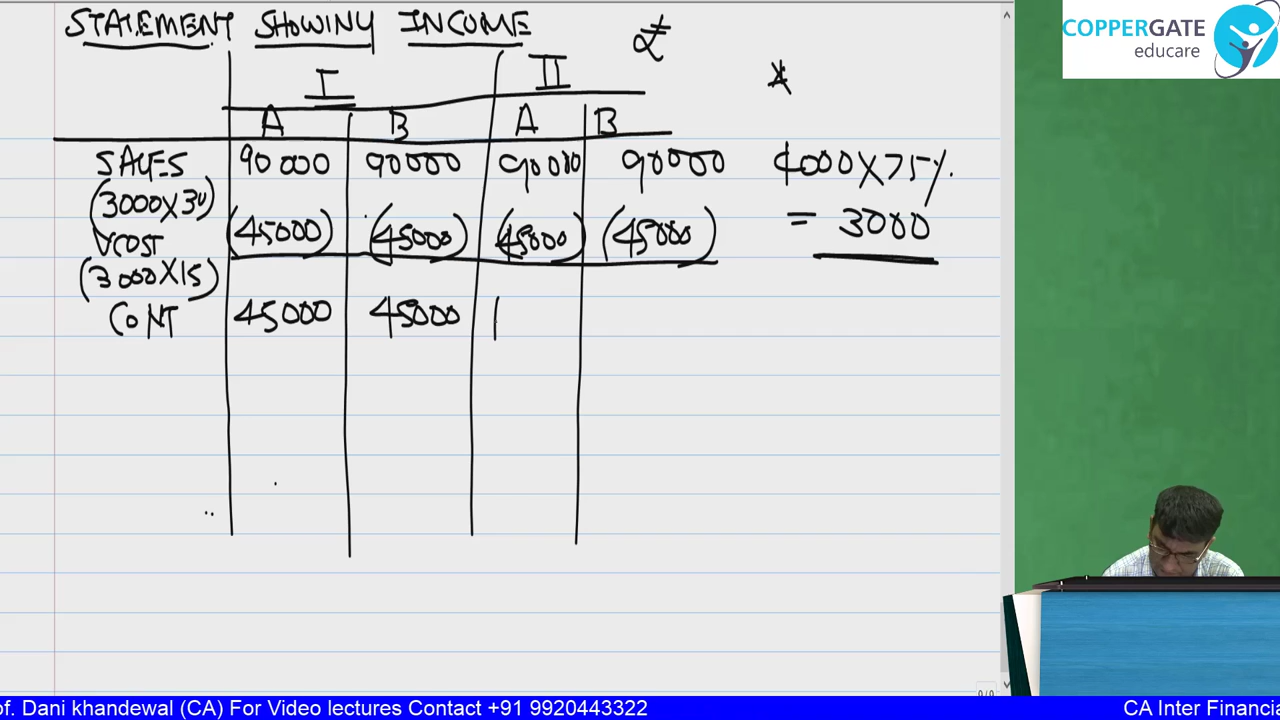 COPPERGATE
educare
STATEMENT SHOWINY INCOME ₹
I II
A B A B
SALES 90000 90000 90000 90000 4000X75%
(3000X30)
VCOST (45000) (45000) (45000) (45000) = 3000
(3000X15)
CONT 45000 45000
of. Dani khandewal (CA) For Video lectures Contact +91 9920443322
CA Inter Financia